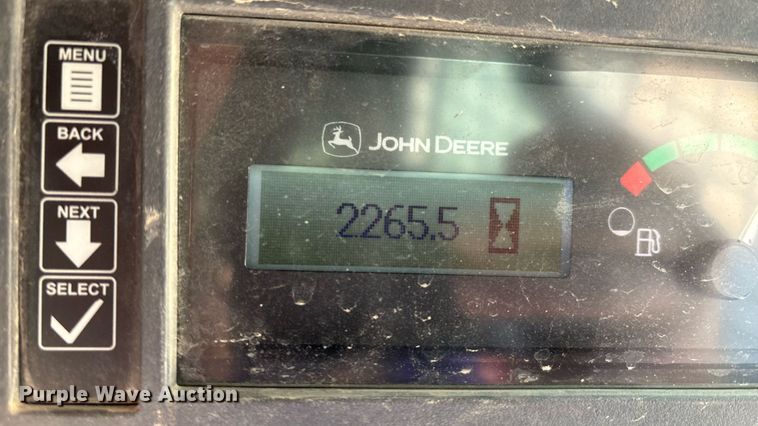 MENU
BACK
NEXT
SELECT
JOHN DEERE
2265.5
Purple Wave Auction